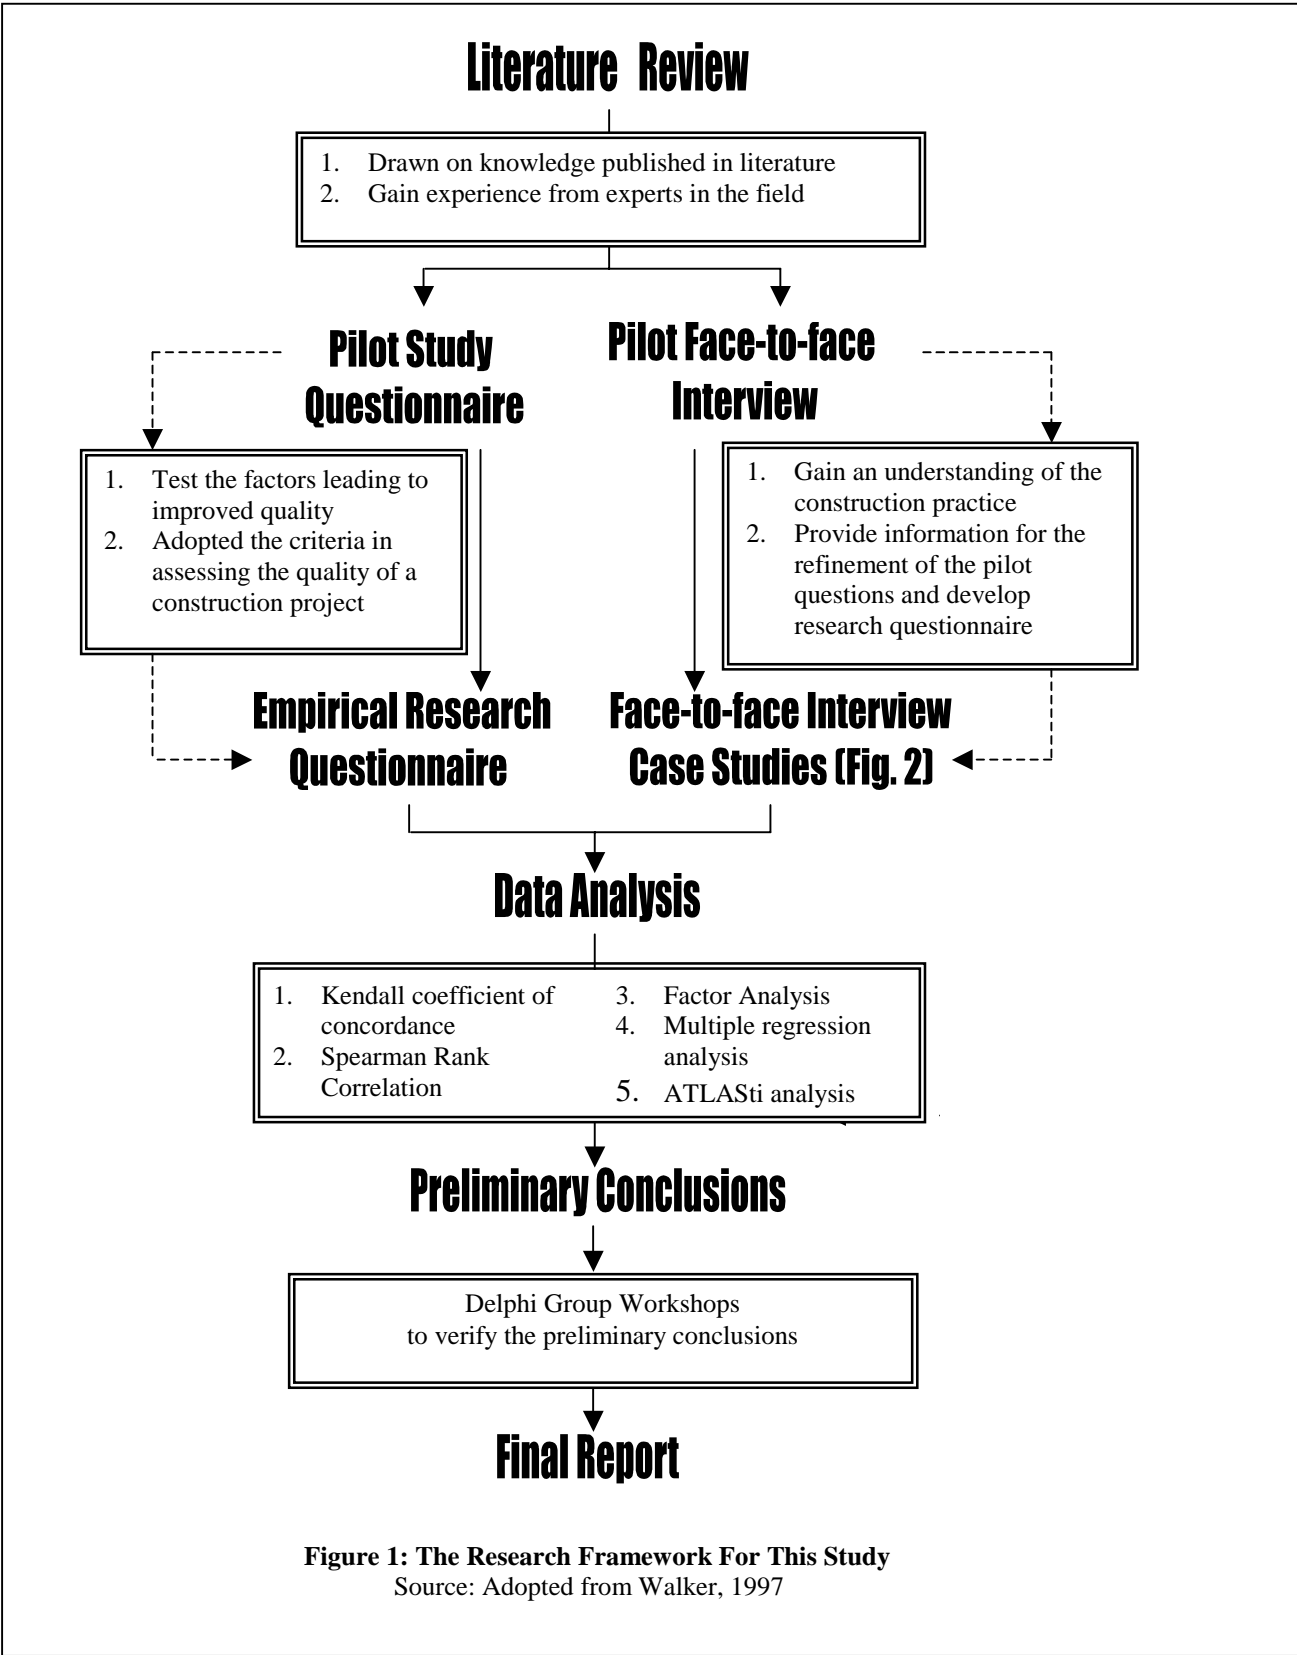 Literature Review
1. Drawn on knowledge published in literature
2. Gain experience from experts in the field
Pilot Study
Questionnaire
Pilot Face-to-face
Interview
1. Test the factors leading to
improved quality
2. Adopted the criteria in
assessing the quality of a
construction project
1. Gain an understanding of the
construction practice
2. Provide information for the
refinement of the pilot
questions and develop
research questionnaire
Empirical Research
Questionnaire
Face-to-face Interview
Case Studies (Fig. 2)
Data Analysis
1. Kendall coefficient of
concordance
2. Spearman Rank
Correlation
3. Factor Analysis
4. Multiple regression
analysis
5. ATLASti analysis
Preliminary Conclusions
Delphi Group Workshops
to verify the preliminary conclusions
Final Report
Figure 1: The Research Framework For This Study
Source: Adopted from Walker, 1997